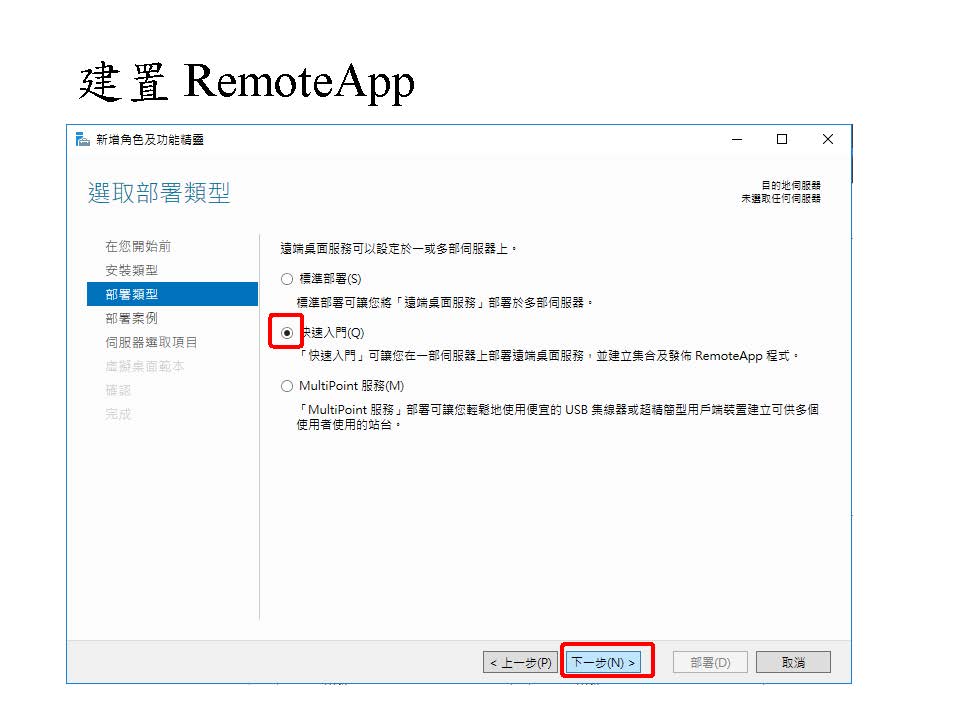 建置 RemoteApp
新增角色及功能精靈
選取部署類型
目的地伺服器
未選取任何伺服器
在您開始前
安裝類型
部署類型
部署案例
伺服器選取項目
虛擬桌面範本
確認
完成
遠端桌面服務可以設定於一或多部伺服器上。
標準部署(S)
標準部署可讓您將「遠端桌面服務」部署於多部伺服器。
快速入門(Q)
「快速入門」可讓您在一部伺服器上部署遠端桌面服務，並建立集合及發佈 RemoteApp 程式。
MultiPoint 服務(M)
「MultiPoint 服務」部署可讓您輕鬆地使用便宜的 USB 集線器或超精簡型用戶端裝置建立可供多個
使用者使用的站台。
< 上一步(P)
下一步(N) >
部署(D)
取消